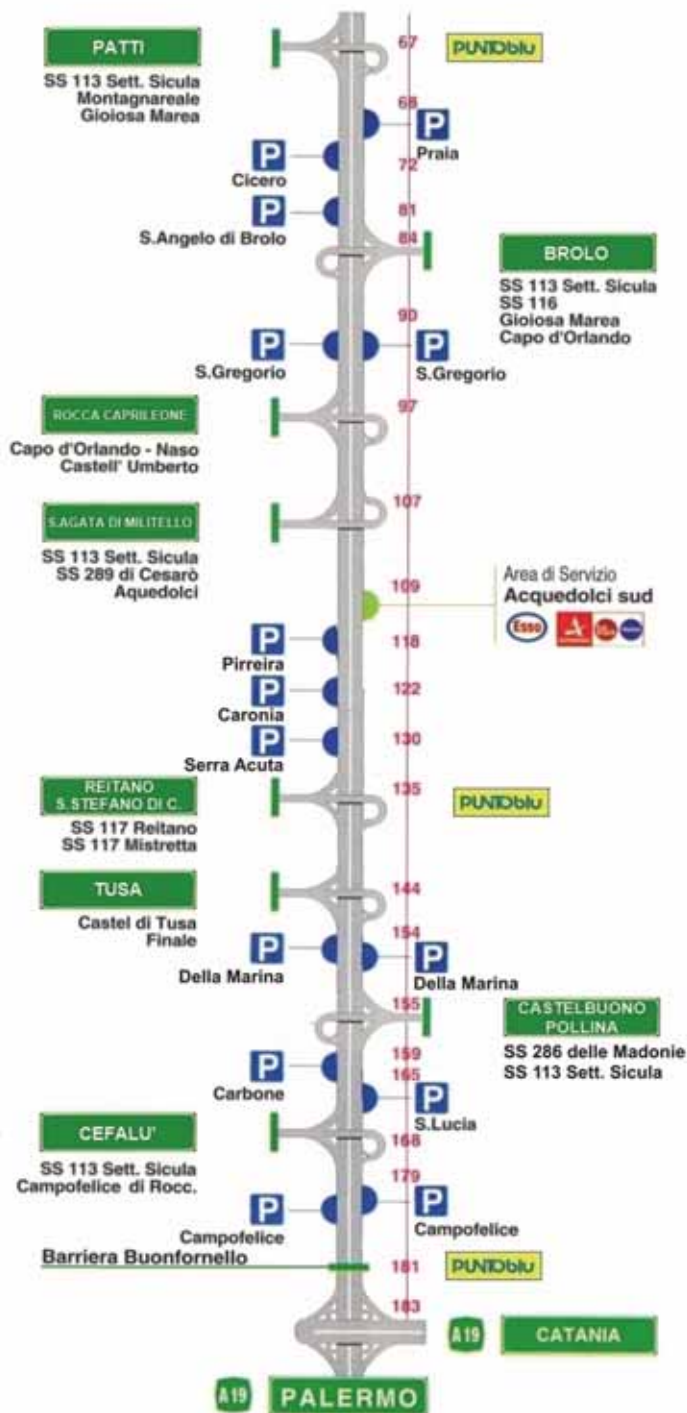 PATTI
67
PUNTOblu
SS 113 Sett. Sicula
Montagnareale
Gioiosa Marea
68
P
Praia
P
Cicero
72
P
S.Angelo di Brolo
81
84
BROLO
SS 113 Sett. Sicula
SS 116
Gioiosa Marea
Capo d'Orlando
90
P
S.Gregorio
P
S.Gregorio
ROCCA CAPRILEONE
97
Capo d'Orlando - Naso
Castell' Umberto
S.AGATA DI MILITELLO
107
SS 113 Sett. Sicula
SS 289 di Cesarò
Aquedolci
109
Area di Servizio
Acquedolci sud
Esso
P
Pirreira
118
P
Caronia
122
P
Serra Acuta
130
REITANO
S.STEFANO DI C.
135
PUNTOblu
SS 117 Reitano
SS 117 Mistretta
TUSA
144
Castel di Tusa
Finale
154
P
Della Marina
P
Della Marina
155
CASTELBUONO
POLLINA
SS 286 delle Madonie
SS 113 Sett. Sicula
P
Carbone
159
165
P
S.Lucia
CEFALU'
168
SS 113 Sett. Sicula
Campofelice di Rocc.
179
P
Campofelice
P
Campofelice
Barriera Buonfornello
181
PUNTOblu
183
A19
CATANIA
A19
PALERMO